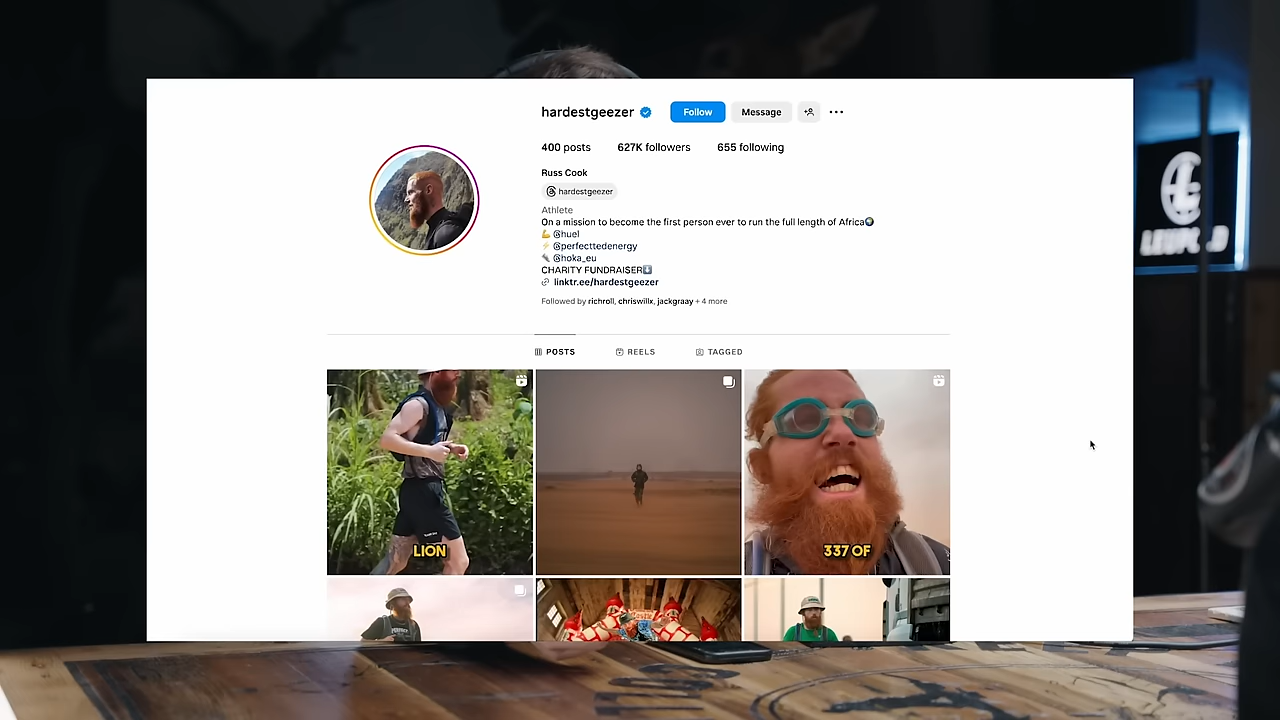 hardestgeezer Follow Message
400 posts 627K followers 655 following
Russ Cook
hardestgeezer
Athlete
On a mission to become the first person ever to run the full length of Africa🌍
💪 @huel
⚡ @perfecttedenergy
👟 @hoka_eu
CHARITY FUNDRAISER⬇️
linktr.ee/hardestgeezer
Followed by richroll, chriswillx, jackgraay + 4 more
POSTS REELS TAGGED
LION
337 OF
LEUPOLD